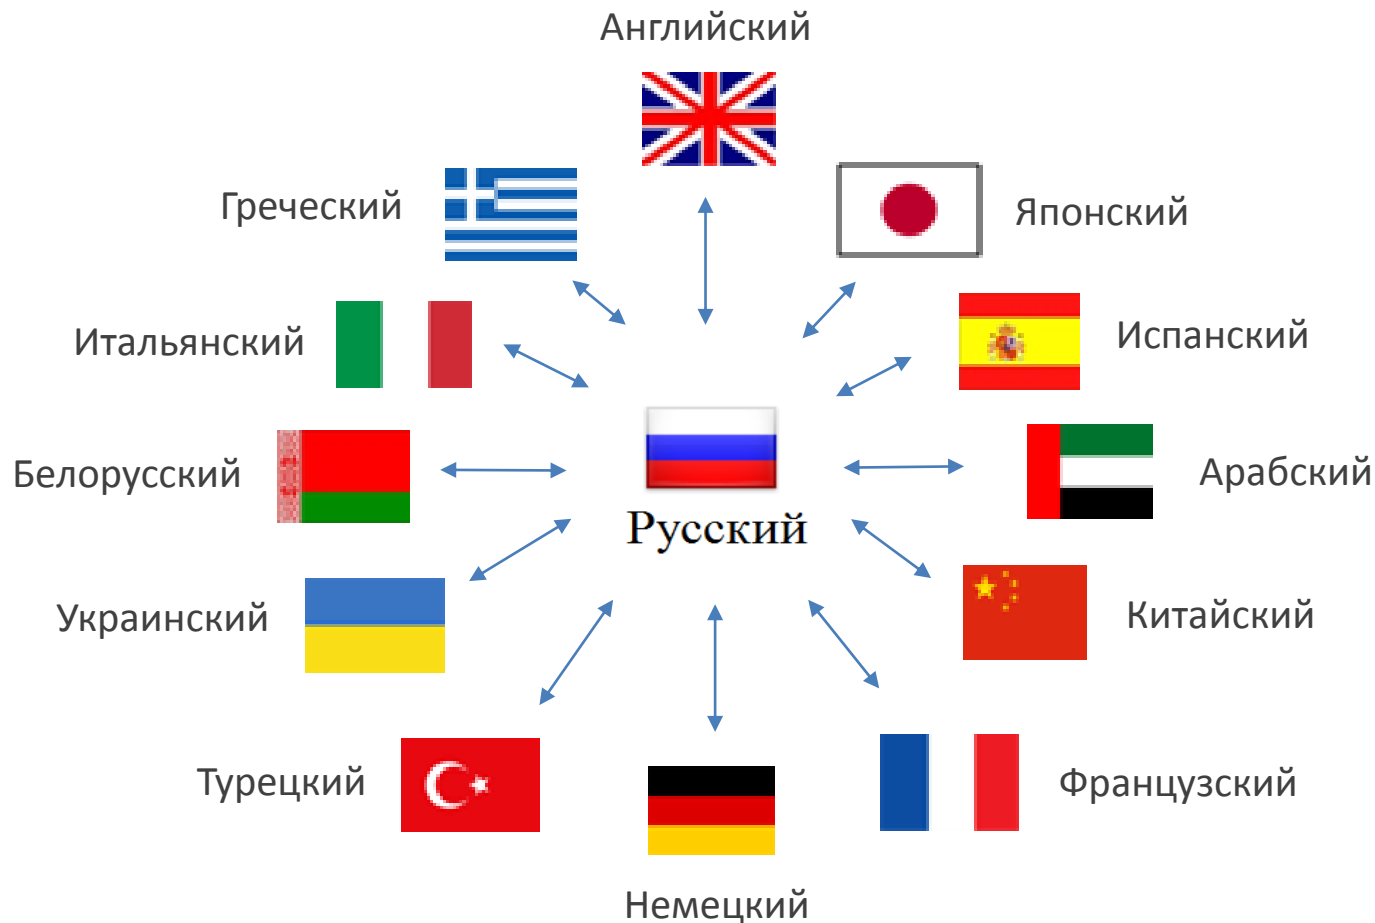 Английский
Греческий
Японский
Итальянский
Испанский
Белорусский
Арабский
Русский
Украинский
Китайский
Турецкий
Французский
Немецкий